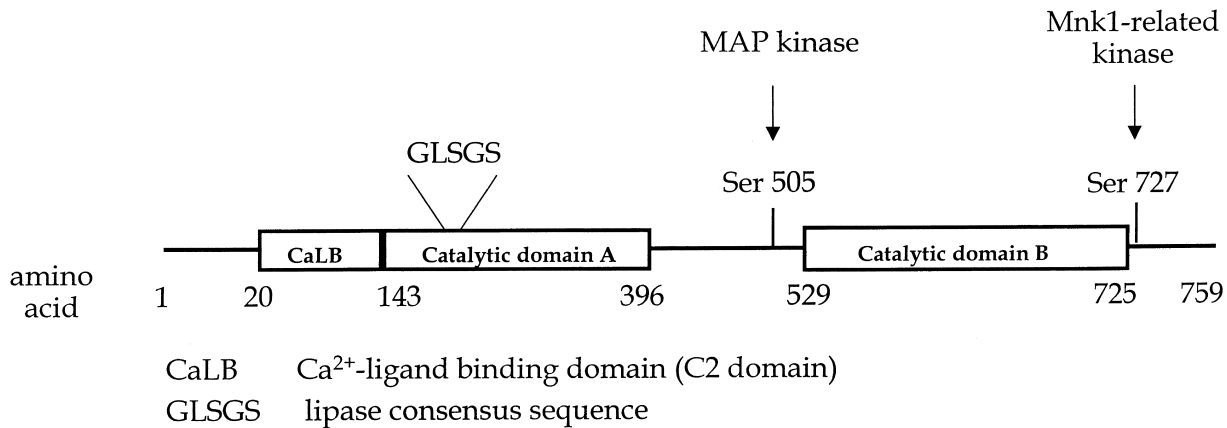 MAP kinase
Mnk1-related
kinase
GLSGS
Ser 505
Ser 727
CaLB
Catalytic domain A
Catalytic domain B
amino
acid
1 20 143 396 529 725 759
CaLB Ca²⁺-ligand binding domain (C2 domain)
GLSGS lipase consensus sequence